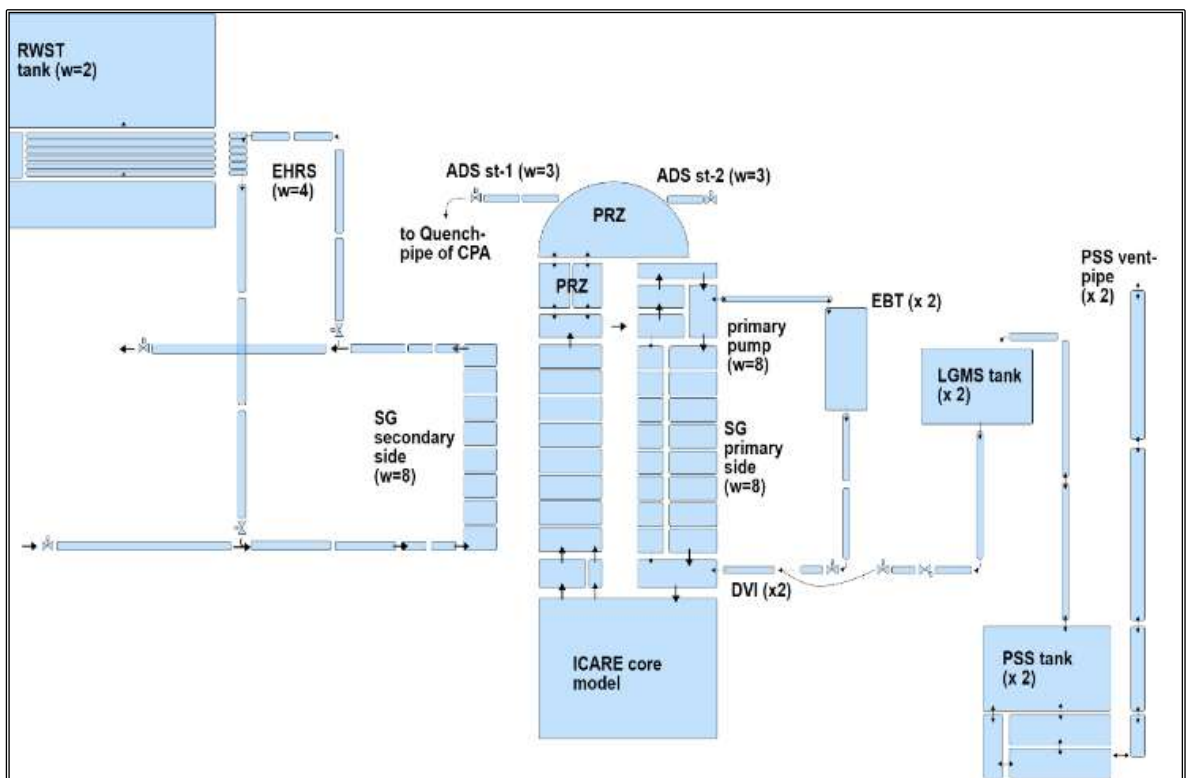 RWST
tank (w=2)
EHRS
(w=4)
ADS st-1 (w=3)
ADS st-2 (w=3)
to Quench-
pipe of CPA
PRZ
PRZ
PSS vent-
pipe
(x 2)
EBT (x 2)
primary
pump
(w=8)
LGMS tank
(x 2)
SG
secondary
side
(w=8)
SG
primary
side
(w=8)
DVI (x2)
ICARE core
model
PSS tank
(x 2)